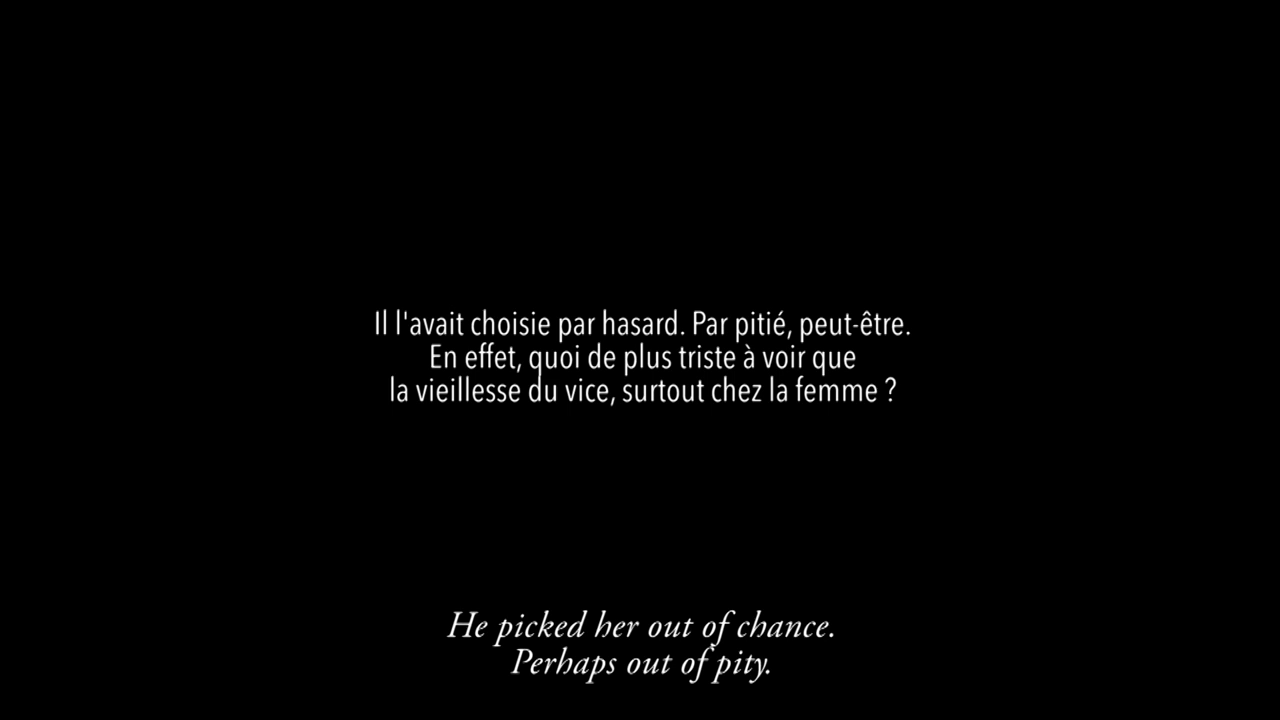 Il l'avait choisie par hasard. Par pitié, peut-être.
En effet, quoi de plus triste à voir que
la vieillesse du vice, surtout chez la femme ?
He picked her out of chance.
Perhaps out of pity.